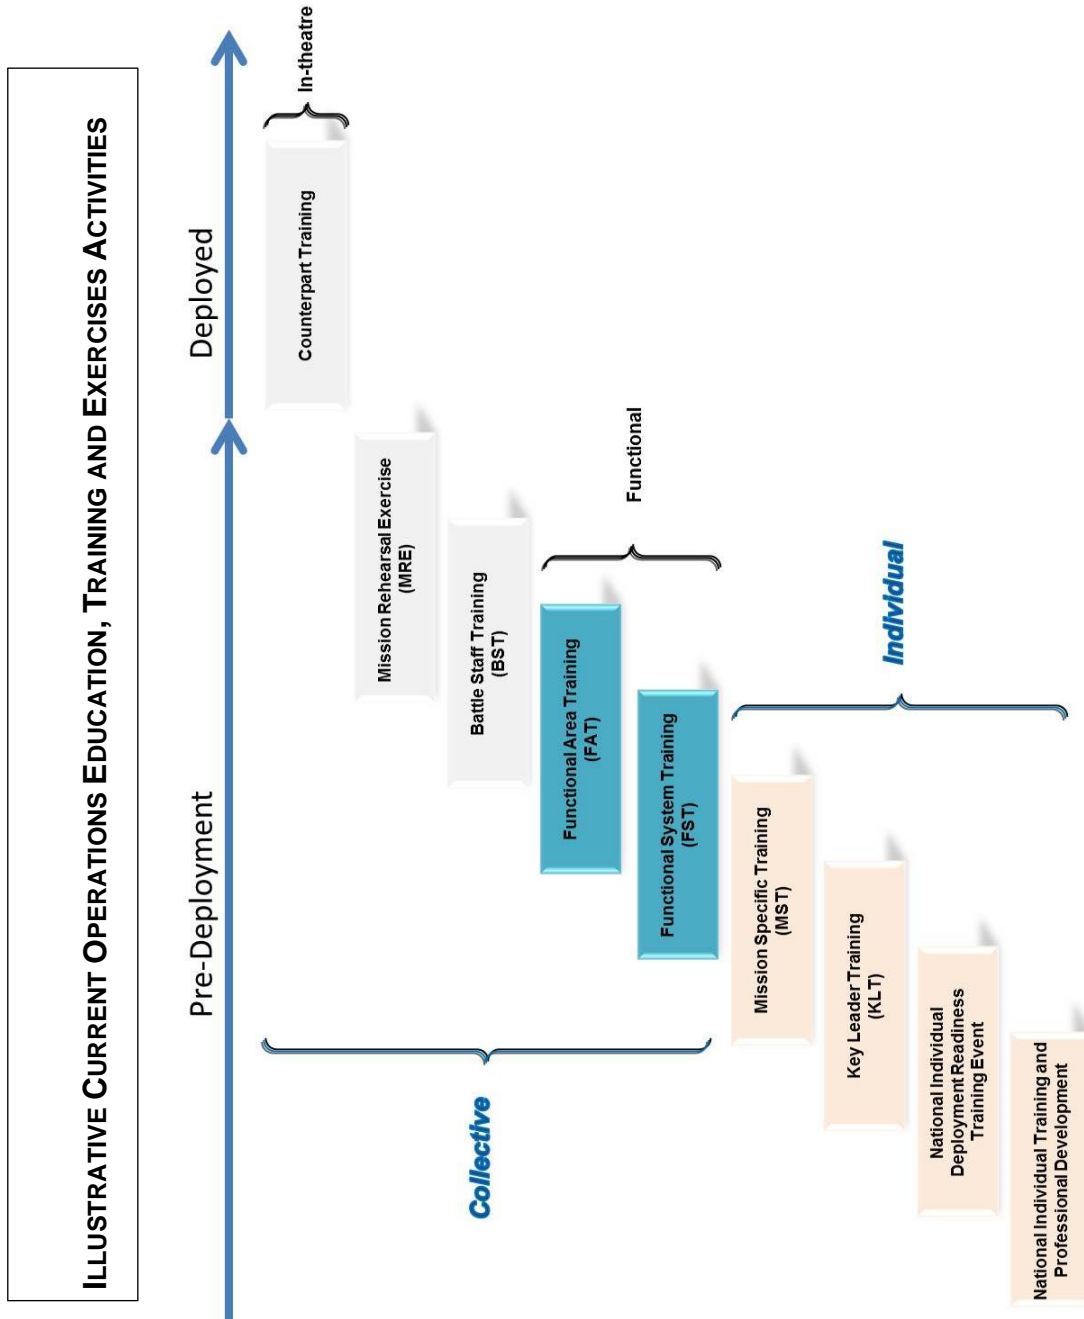 ILLUSTRATIVE CURRENT OPERATIONS EDUCATION, TRAINING AND EXERCISES ACTIVITIES
Pre-Deployment
Deployed
Counterpart Training
In-theatre
Mission Rehearsal Exercise
(MRE)
Battle Staff Training
(BST)
Collective
Functional Area Training
(FAT)
Functional
Functional System Training
(FST)
Mission Specific Training
(MST)
Individual
Key Leader Training
(KLT)
National Individual
Deployment Readiness
Training Event
National Individual Training and
Professional Development